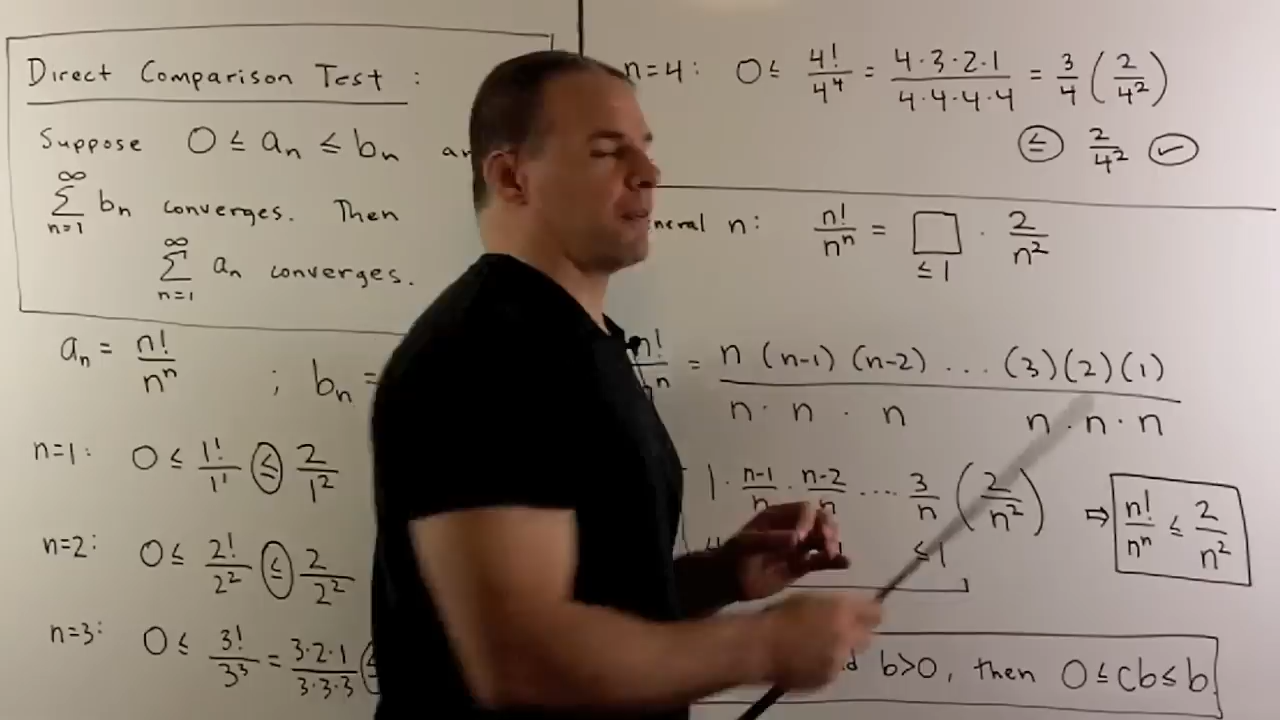 Direct Comparison Test :
Suppose 0 ≤ aₙ ≤ bₙ
∑_{n=1}^{∞} bₙ converges. Then
∑_{n=1}^{∞} aₙ converges.
aₙ = n!/nⁿ ; bₙ =
n=1: 0 ≤ 1!/1¹ ≤ 2/1²
n=2: 0 ≤ 2!/2² ≤ 2/2²
n=3: 0 ≤ 3!/3³ = 3·2·1/3·3·3 ≤
n=4: 0 ≤ 4!/4⁴ = 4·3·2·1/4·4·4·4 = 3/4 (2/4²)
≤ 2/4² ✓
n: n!/nⁿ = □ · 2/n²
≤ 1
n!/nⁿ = n (n-1) (n-2) ... (3)(2)(1) / n · n · n n · n · n
1 · n-1/n · n-2/n .... 3/n (2/n²) ⇒ n!/nⁿ ≤ 2/n²
≤1
b>0, then 0 ≤ cb ≤ b